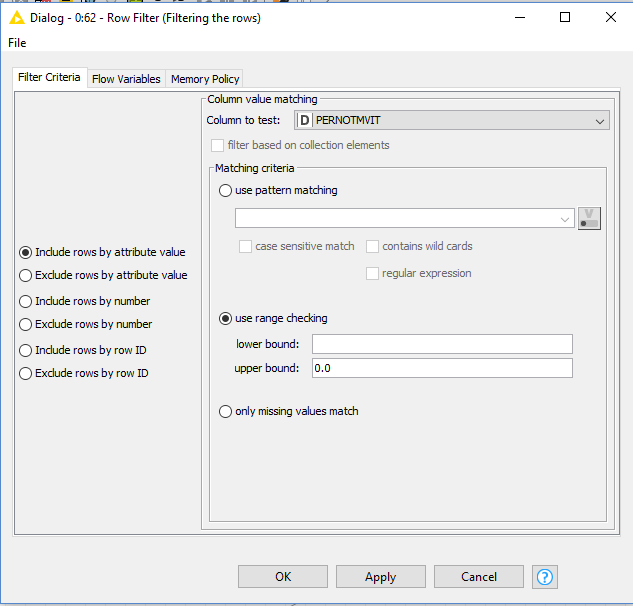 Dialog - 0:62 - Row Filter (Filtering the rows)
File
Filter Criteria Flow Variables Memory Policy
Include rows by attribute value
Exclude rows by attribute value
Include rows by number
Exclude rows by number
Include rows by row ID
Exclude rows by row ID
Column value matching
Column to test: D PERNOTMVIT
filter based on collection elements
Matching criteria
use pattern matching
V
case sensitive match contains wild cards
regular expression
use range checking
lower bound:
upper bound: 0.0
only missing values match
OK Apply Cancel ?